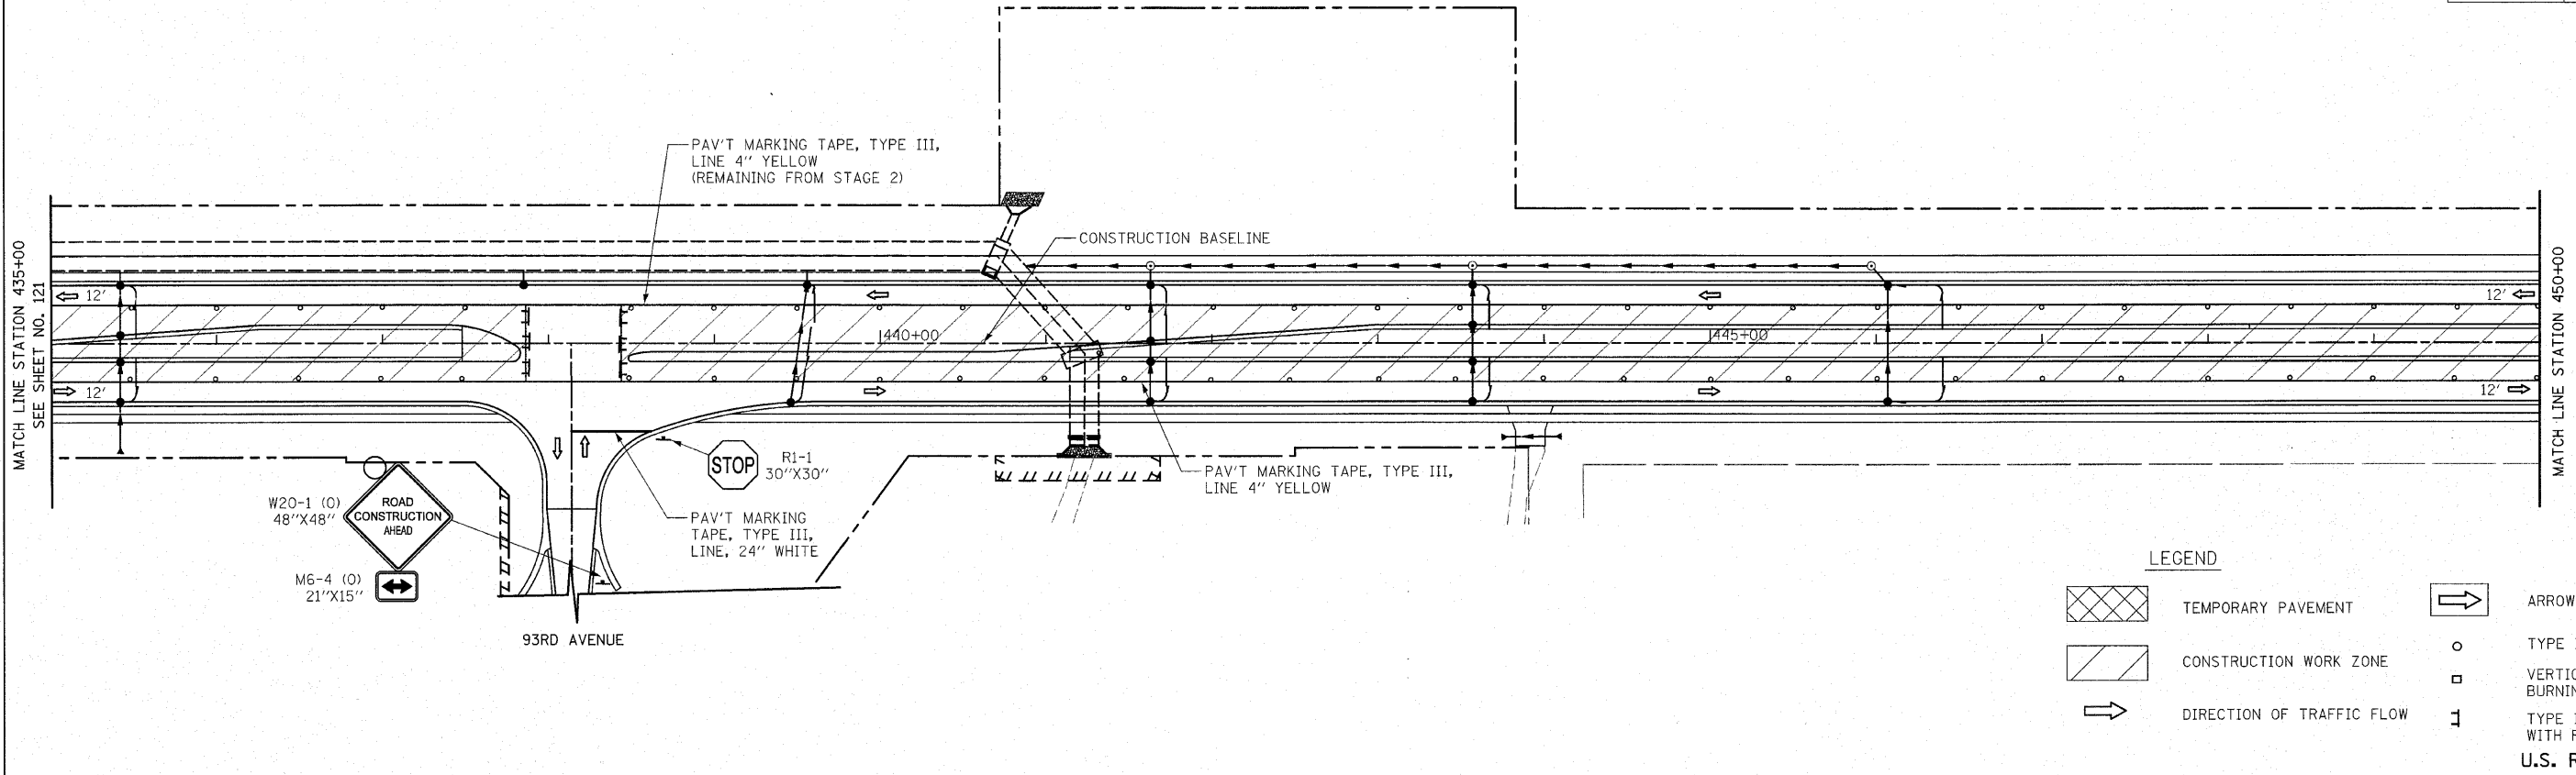 PAV'T MARKING TAPE, TYPE III,
LINE 4" YELLOW
(REMAINING FROM STAGE 2)
CONSTRUCTION BASELINE
MATCH LINE STATION 435+00
SEE SHEET NO. 121
12'
12'
440+00
445+00
12'
12'
MATCH LINE STATION 450+00
STOP
R1-1
30"X30"
PAV'T MARKING TAPE, TYPE III,
LINE 4" YELLOW
W20-1 (O)
48"X48"
ROAD
CONSTRUCTION
AHEAD
PAV'T MARKING
TAPE, TYPE III,
LINE, 24" WHITE
M6-4 (O)
21"X15"
93RD AVENUE
LEGEND
TEMPORARY PAVEMENT
CONSTRUCTION WORK ZONE
DIRECTION OF TRAFFIC FLOW
ARROW
TYPE
VERTIC
BURNIN
TYPE
WITH
U.S.